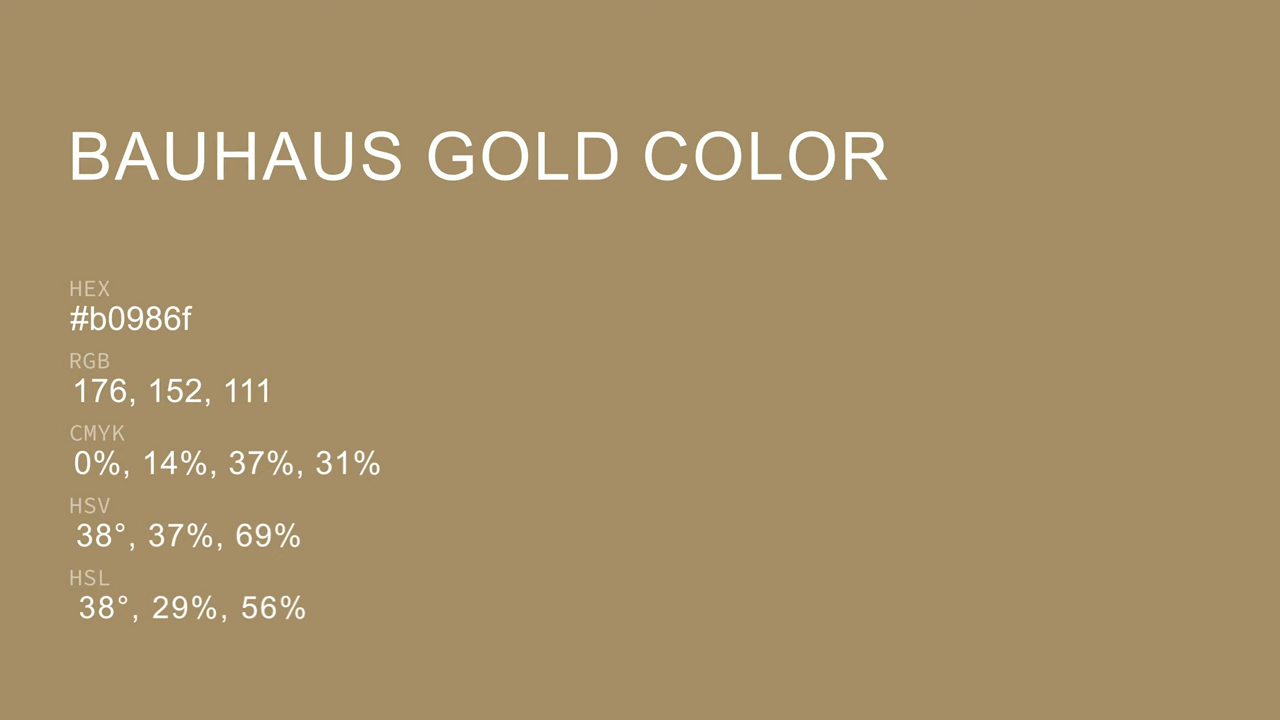 BAUHAUS GOLD COLOR
HEX
#b0986f
RGB
176, 152, 111
CMYK
0%, 14%, 37%, 31%
HSV
38°, 37%, 69%
HSL
38°, 29%, 56%